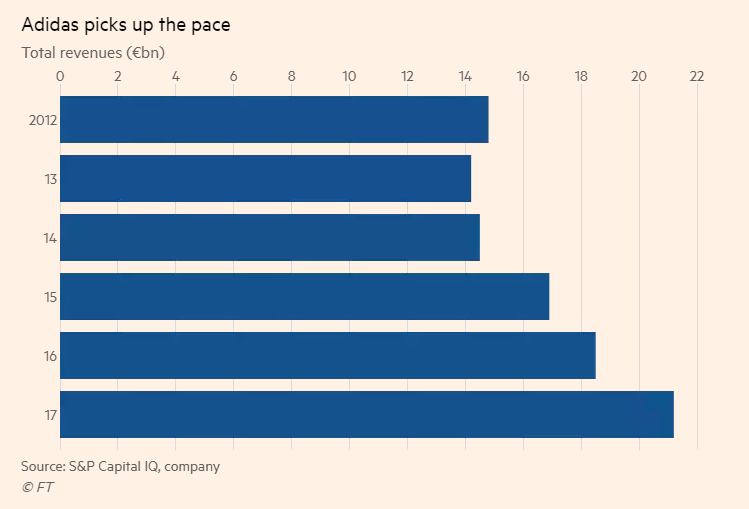 Adidas picks up the pace
Total revenues (€bn)
0 2 4 6 8 10 12 14 16 18 20 22
2012
13
14
15
16
17
Source: S&P Capital IQ, company
© FT